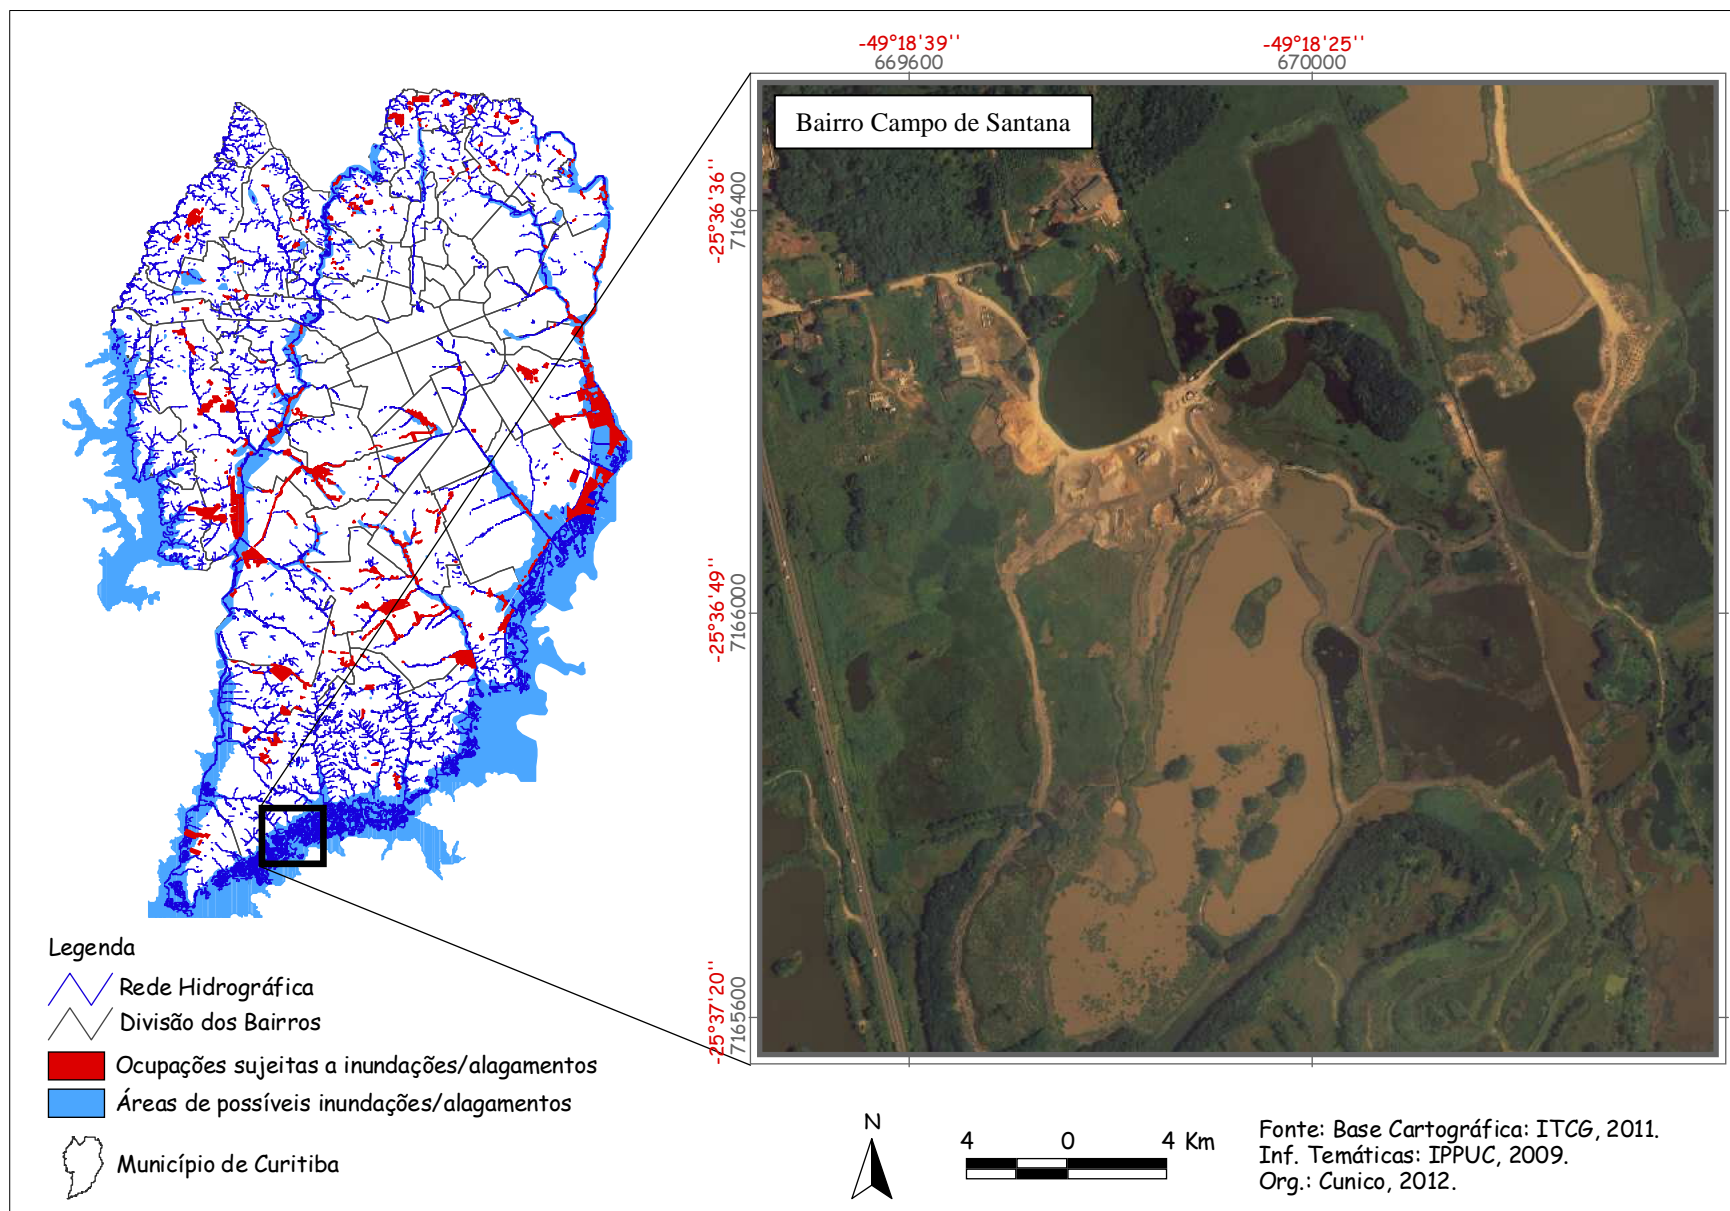 -49°18'39''
669600
-49°18'25''
670000
Bairro Campo de Santana
-25°36'36''
7166400
-25°36'49''
7166000
-25°37'20''
7165600
Legenda
Rede Hidrográfica
Divisão dos Bairros
Ocupações sujeitas a inundações/alagamentos
Áreas de possíveis inundações/alagamentos
Município de Curitiba
N
4 0 4 Km
Fonte: Base Cartográfica: ITCG, 2011.
Inf. Temáticas: IPPUC, 2009.
Org.: Cunico, 2012.